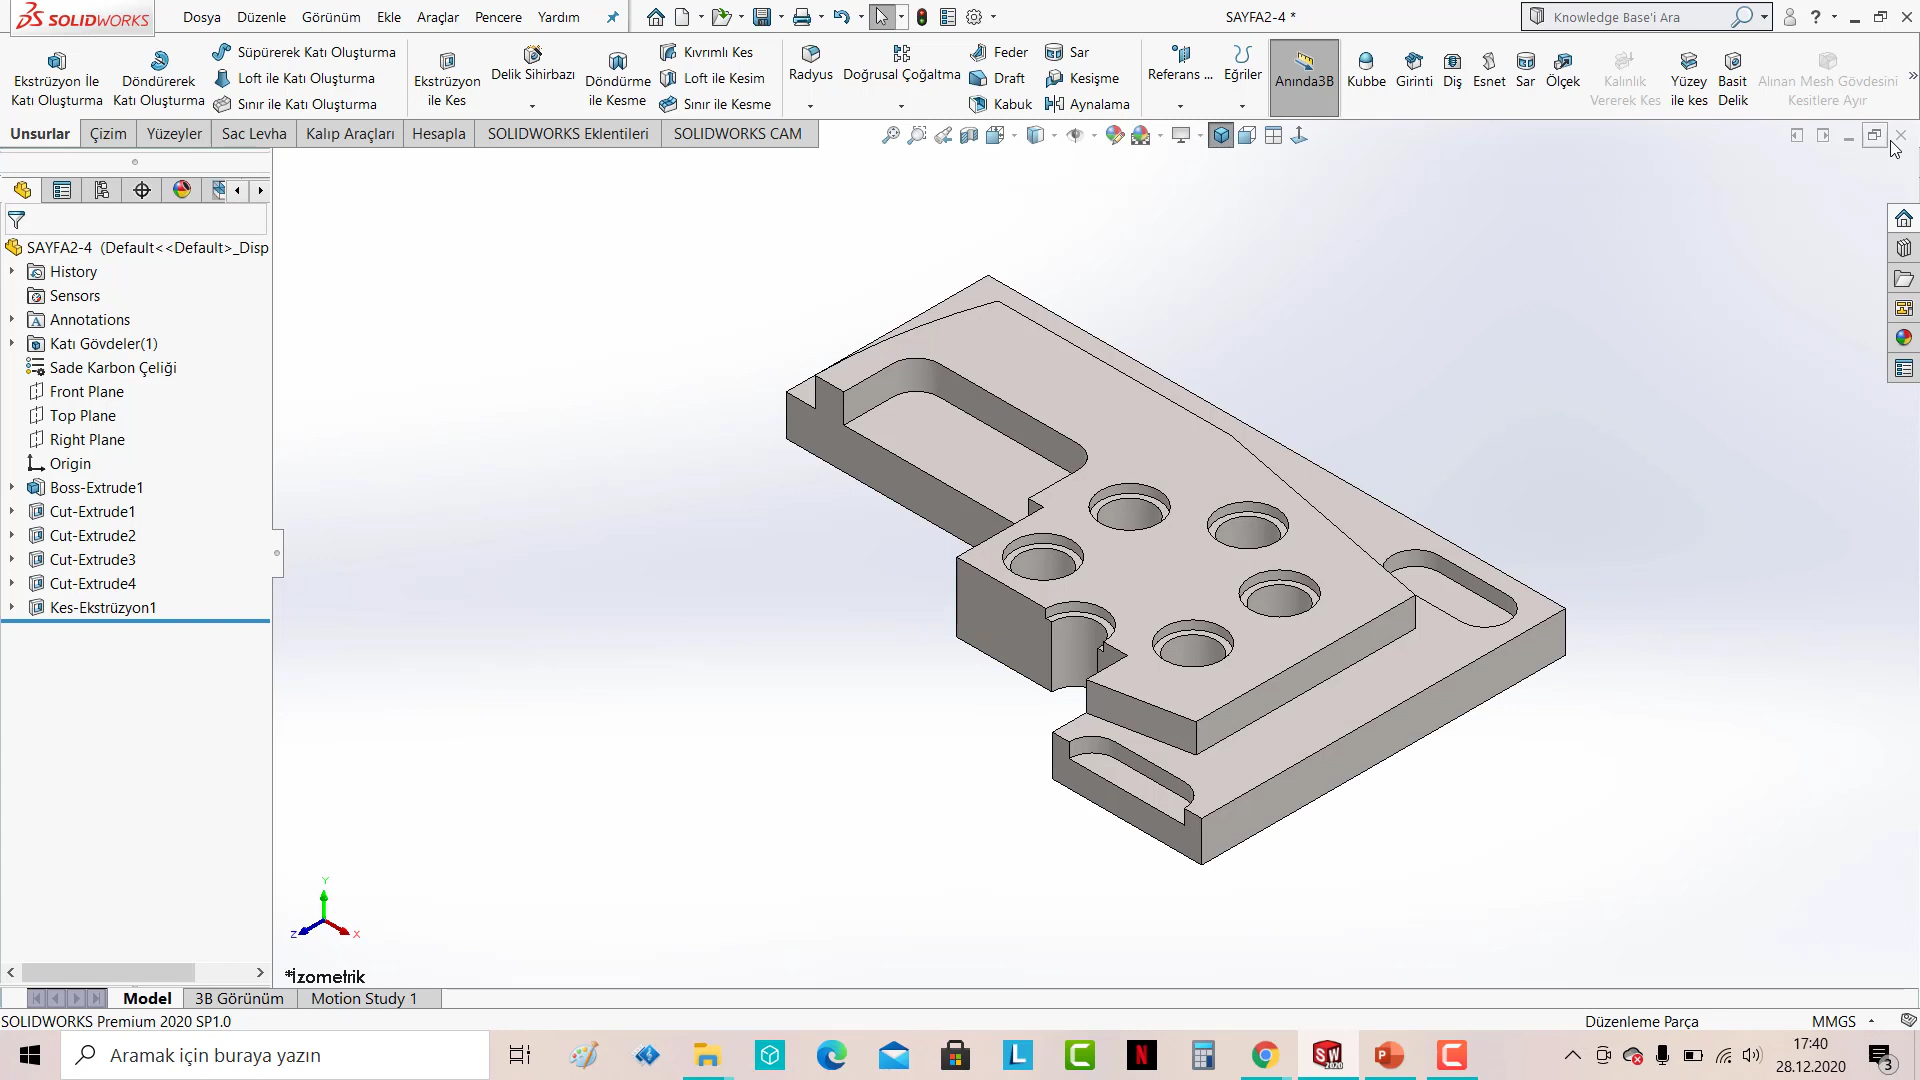 SOLIDWORKS
Dosya Düzenle Görünüm Ekle Araçlar Pencere Yardım
SAYFA2-4 *
Knowledge Base'i Ara
Ekstrüzyon İle
Katı Oluşturma
Döndürerek
Katı Oluşturma
Süpürerek Katı Oluşturma
Loft ile Katı Oluşturma
Sınır ile Katı Oluşturma
Ekstrüzyon
ile Kes
Delik Sihirbazı
Döndürme
ile Kesme
Kıvrımlı Kes
Loft ile Kesim
Sınır ile Kesme
Radyus
Doğrusal Çoğaltma
Feder
Draft
Kabuk
Sar
Kesişme
Aynalama
Referans ...
Eğriler
Anında3B
Kubbe
Girinti
Diş
Esnet
Sar
Ölçek
Kalınlık
Vererek Kes
Yüzey
ile kes
Basit
Delik
Alınan Mesh Gövdesini
Kesitlere Ayır
Unsurlar Çizim Yüzeyler Sac Levha Kalıp Araçları Hesapla SOLIDWORKS Eklentileri SOLIDWORKS CAM
SAYFA2-4 (Default<<Default>_Disp
History
Sensors
Annotations
Katı Gövdeler(1)
Sade Karbon Çeliği
Front Plane
Top Plane
Right Plane
Origin
Boss-Extrude1
Cut-Extrude1
Cut-Extrude2
Cut-Extrude3
Cut-Extrude4
Kes-Ekstrüzyon1
Y
Z X
*İzometrik
Model 3B Görünüm Motion Study 1
SOLIDWORKS Premium 2020 SP1.0
Düzenleme Parça
MMGS
Aramak için buraya yazın
17:40
28.12.2020
3